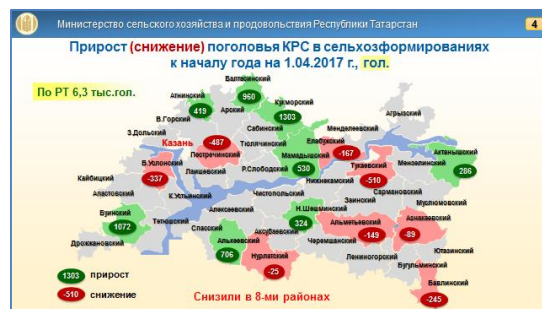 Министерство сельского хозяйства и продовольствия Республики Татарстан
4
Прирост (снижение) поголовья КРС в сельхозформированиях
к началу года на 1.04.2017 г., гол.
По РТ 6,3 тыс.гол.
Балтасинский
960
Атнинский
419
Кукморский
1303
Арский
В.Горский
Сабинский
Менделеевский
Агрызский
З.Дольский
Казань
-487
Тюлячинский
Елабужский
-167
Пестречинский
Мамадышский
530
Тукаевский
-510
Актанышский
286
Мензелинский
В.Услонский
-337
Лаишевский
Р.Слободский
Нижнекамский
Кайбицкий
Сармановский
Апастовский
К.Устьинский
Чистопольский
Заинский
Муслюмовский
Буинский
1072
Алексеевский
Н.Шешминский
324
Альметьевский
-149
Азнакаевский
-89
Тетюшский
Спасский
Аксубаевский
Черемшанский
Дрожжановский
Алькеевский
706
Нурлатский
-25
Лениногорский
Ютазинский
Бугульминский
Бавлинский
-245
1303 прирост
-510 снижение
Снизили в 8-ми районах